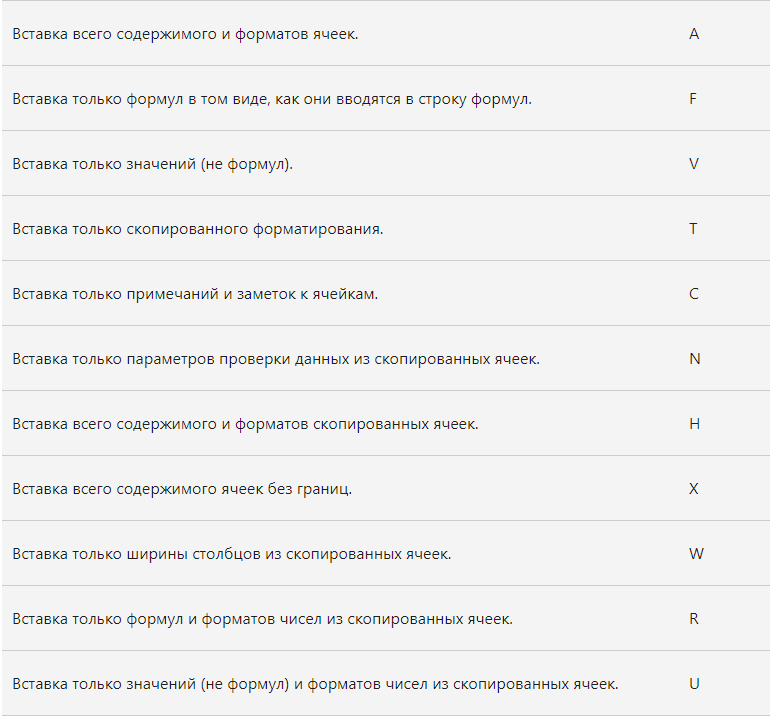 Вставка всего содержимого и форматов ячеек. A
Вставка только формул в том виде, как они вводятся в строку формул. F
Вставка только значений (не формул). V
Вставка только скопированного форматирования. T
Вставка только примечаний и заметок к ячейкам. C
Вставка только параметров проверки данных из скопированных ячеек. N
Вставка всего содержимого и форматов скопированных ячеек. H
Вставка всего содержимого ячеек без границ. X
Вставка только ширины столбцов из скопированных ячеек. W
Вставка только формул и форматов чисел из скопированных ячеек. R
Вставка только значений (не формул) и форматов чисел из скопированных ячеек. U